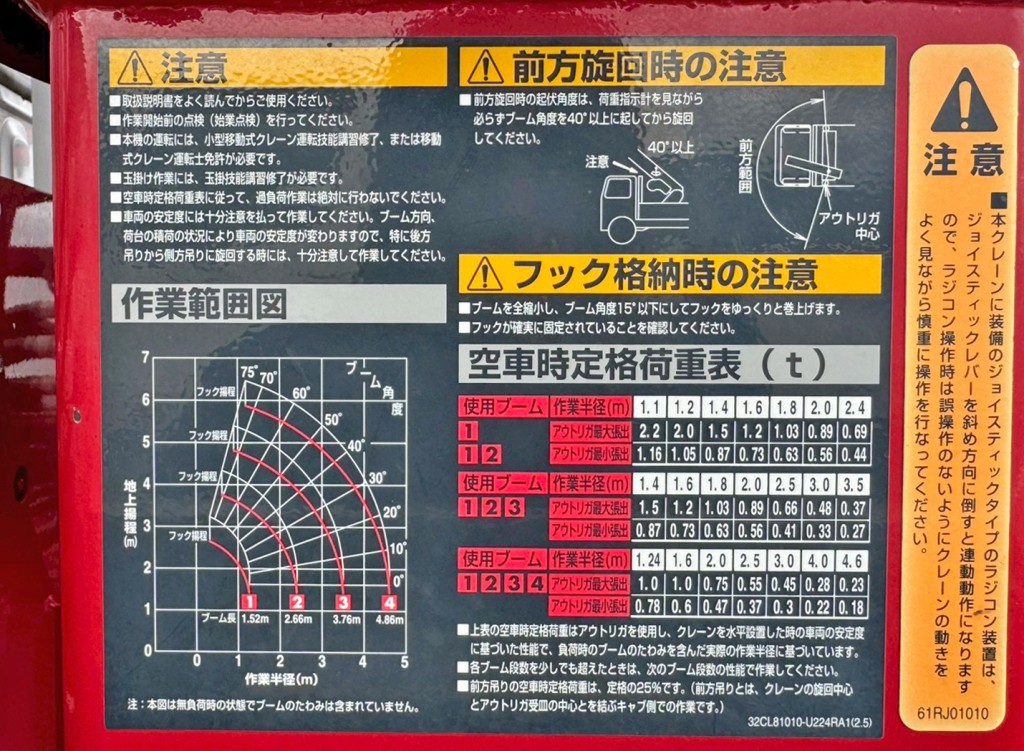 注意
■取扱説明書をよく読んでからご使用ください。
■作業開始前の点検（始業点検）を行ってください。
■本機の運転には、小型移動式クレーン運転技能講習修了、または移動
式クレーン運転士免許が必要です。
■玉掛け作業には、玉掛技能講習修了が必要です。
■空車時定格荷重表に従って、過負荷作業は絶対に行わないでください。
■車両の安定度には十分注意を払って作業してください。ブーム方向、
荷台の積荷の状況により車両の安定度が変わりますので、特に後方
吊りから側方吊りに旋回する時には、十分注意して作業してください。
作業範囲図
7
6
5
4
3
2
1
0
地上揚程(m)
フック揚程
フック揚程
フック揚程
フック揚程
75° 70° 60° 50° 40° 30° 20° 10° 0°
ブーム角度
1 2 3 4
ブーム長 1.52m 2.66m 3.76m 4.86m
0 1 2 3 4 5
作業半径(m)
注：本図は無負荷時の状態でブームのたわみは含まれていません。
前方旋回時の注意
■前方旋回時の起伏角度は、荷重指示計を見ながら
必ずブーム角度を40°以上に起してから旋回
してください。
40°以上
注意
前方範囲
アウトリガ
中心
フック格納時の注意
■ブームを全縮小し、ブーム角度15°以下にしてフックをゆっくりと巻上げます。
■フックが確実に固定されていることを確認してください。
空車時定格荷重表（t）
使用ブーム 作業半径(m) 1.1 1.2 1.4 1.6 1.8 2.0 2.4
1 アウトリガ最大張出 2.2 2.0 1.5 1.2 1.03 0.89 0.69
1 2 アウトリガ最小張出 1.16 1.05 0.87 0.73 0.63 0.56 0.44
使用ブーム 作業半径(m) 1.4 1.6 1.8 2.0 2.5 3.0 3.5
1 2 3 アウトリガ最大張出 1.5 1.2 1.03 0.89 0.66 0.48 0.37
アウトリガ最小張出 0.87 0.73 0.63 0.56 0.41 0.33 0.27
使用ブーム 作業半径(m) 1.24 1.6 2.0 2.5 3.0 4.0 4.6
1 2 3 4 アウトリガ最大張出 1.0 1.0 0.75 0.55 0.45 0.28 0.23
アウトリガ最小張出 0.78 0.6 0.47 0.37 0.3 0.22 0.18
■上表の空車時定格荷重はアウトリガを使用し、クレーンを水平設置した時の車両の安定度
に基づいた性能で、負荷時のブームのたわみを含んだ実際の作業半径に基づいています。
■各ブーム段数を少しでも超えたときは、次のブーム段数の性能で作業してください。
■前方吊りの空車時定格荷重は、定格の25%です。（前方吊りとは、クレーンの旋回中心
とアウトリガ受皿の中心とを結ぶキャブ側での作業です。）
32CL81010-U224RA1(2.5)
注意
■本クレーンに装備のジョイスティックタイプのラジコン装置は、
ジョイスティックレバーを斜め方向に倒すと連動動作になります
ので、ラジコン操作時は誤操作のないようにクレーンの動きを
よく見ながら慎重に操作を行なってください。
61RJ01010